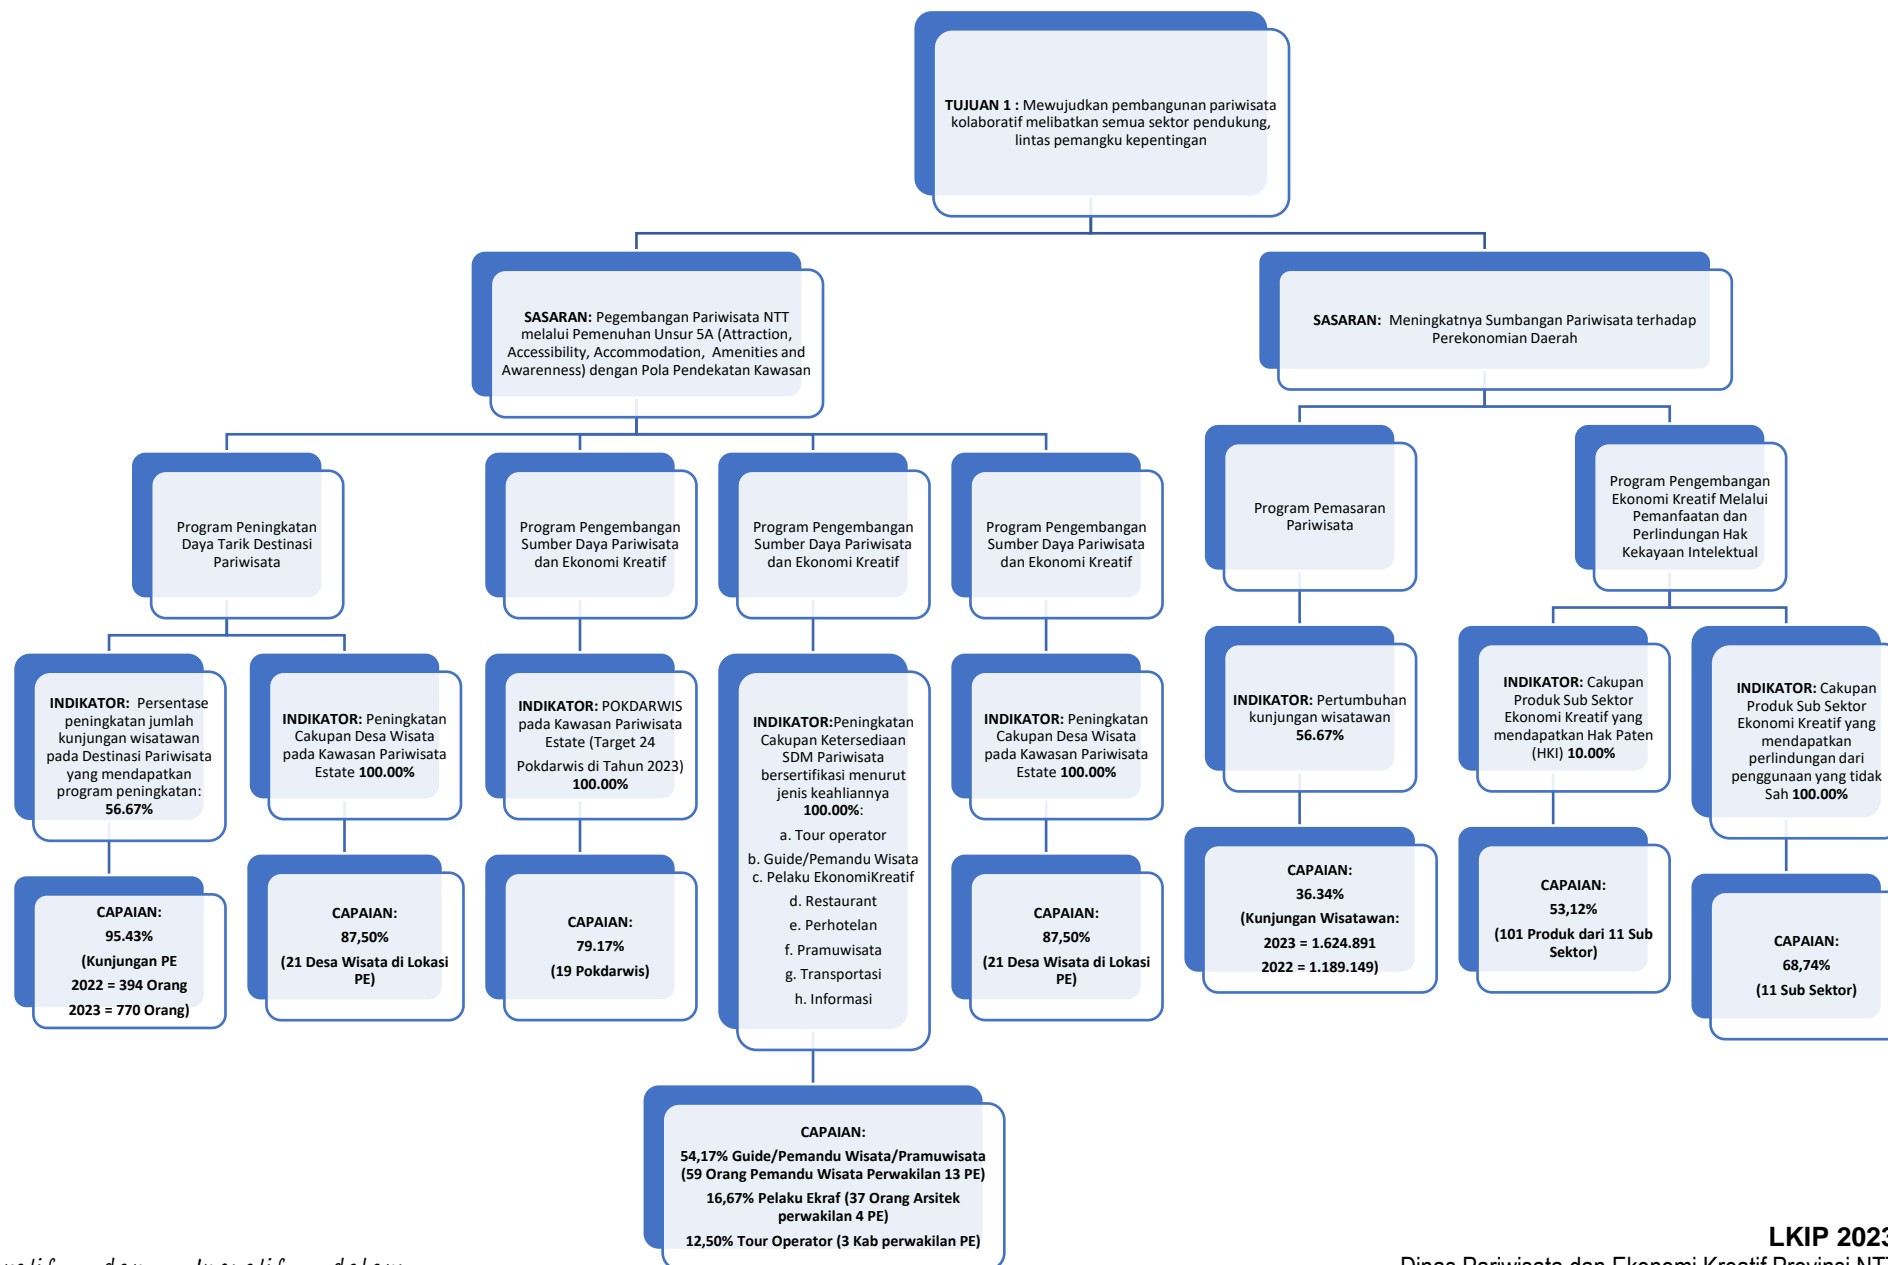 TUJUAN 1 : Mewujudkan pembangunan pariwisata
kolaboratif melibatkan semua sektor pendukung,
lintas pemangku kepentingan
SASARAN: Pegembangan Pariwisata NTT
melalui Pemenuhan Unsur 5A (Attraction,
Accessibility, Accommodation, Amenities and
Awarenness) dengan Pola Pendekatan Kawasan
SASARAN: Meningkatnya Sumbangan Pariwisata terhadap
Perekonomian Daerah
Program Peningkatan
Daya Tarik Destinasi
Pariwisata
Program Pengembangan
Sumber Daya Pariwisata
dan Ekonomi Kreatif
Program Pengembangan
Sumber Daya Pariwisata
dan Ekonomi Kreatif
Program Pengembangan
Sumber Daya Pariwisata
dan Ekonomi Kreatif
Program Pemasaran
Pariwisata
Program Pengembangan
Ekonomi Kreatif Melalui
Pemanfaatan dan
Perlindungan Hak
Kekayaan Intelektual
INDIKATOR: Persentase
peningkatan jumlah
kunjungan wisatawan
pada Destinasi Pariwisata
yang mendapatkan
program peningkatan:
56.67%
INDIKATOR: Peningkatan
Cakupan Desa Wisata
pada Kawasan Pariwisata
Estate 100.00%
INDIKATOR: POKDARWIS
pada Kawasan Pariwisata
Estate (Target 24
Pokdarwis di Tahun 2023)
100.00%
INDIKATOR:Peningkatan
Cakupan Ketersediaan
SDM Pariwisata
bersertifikasi menurut
jenis keahliannya
100.00%:
a. Tour operator
b. Guide/Pemandu Wisata
c. Pelaku EkonomiKreatif
d. Restaurant
e. Perhotelan
f. Pramuwisata
g. Transportasi
h. Informasi
INDIKATOR: Peningkatan
Cakupan Desa Wisata
pada Kawasan Pariwisata
Estate 100.00%
INDIKATOR: Pertumbuhan
kunjungan wisatawan
56.67%
INDIKATOR: Cakupan
Produk Sub Sektor
Ekonomi Kreatif yang
mendapatkan Hak Paten
(HKI) 10.00%
INDIKATOR: Cakupan
Produk Sub Sektor
Ekonomi Kreatif yang
mendapatkan
perlindungan dari
penggunaan yang tidak
Sah 100.00%
CAPAIAN:
95.43%
(Kunjungan PE
2022 = 394 Orang
2023 = 770 Orang)
CAPAIAN:
87,50%
(21 Desa Wisata di Lokasi
PE)
CAPAIAN:
79.17%
(19 Pokdarwis)
CAPAIAN:
87,50%
(21 Desa Wisata di Lokasi
PE)
CAPAIAN:
36.34%
(Kunjungan Wisatawan:
2023 = 1.624.891
2022 = 1.189.149)
CAPAIAN:
53,12%
(101 Produk dari 11 Sub
Sektor)
CAPAIAN:
68,74%
(11 Sub Sektor)
CAPAIAN:
54,17% Guide/Pemandu Wisata/Pramuwisata
(59 Orang Pemandu Wisata Perwakilan 13 PE)
16,67% Pelaku Ekraf (37 Orang Arsitek
perwakilan 4 PE)
12,50% Tour Operator (3 Kab perwakilan PE)
LKIP 2023